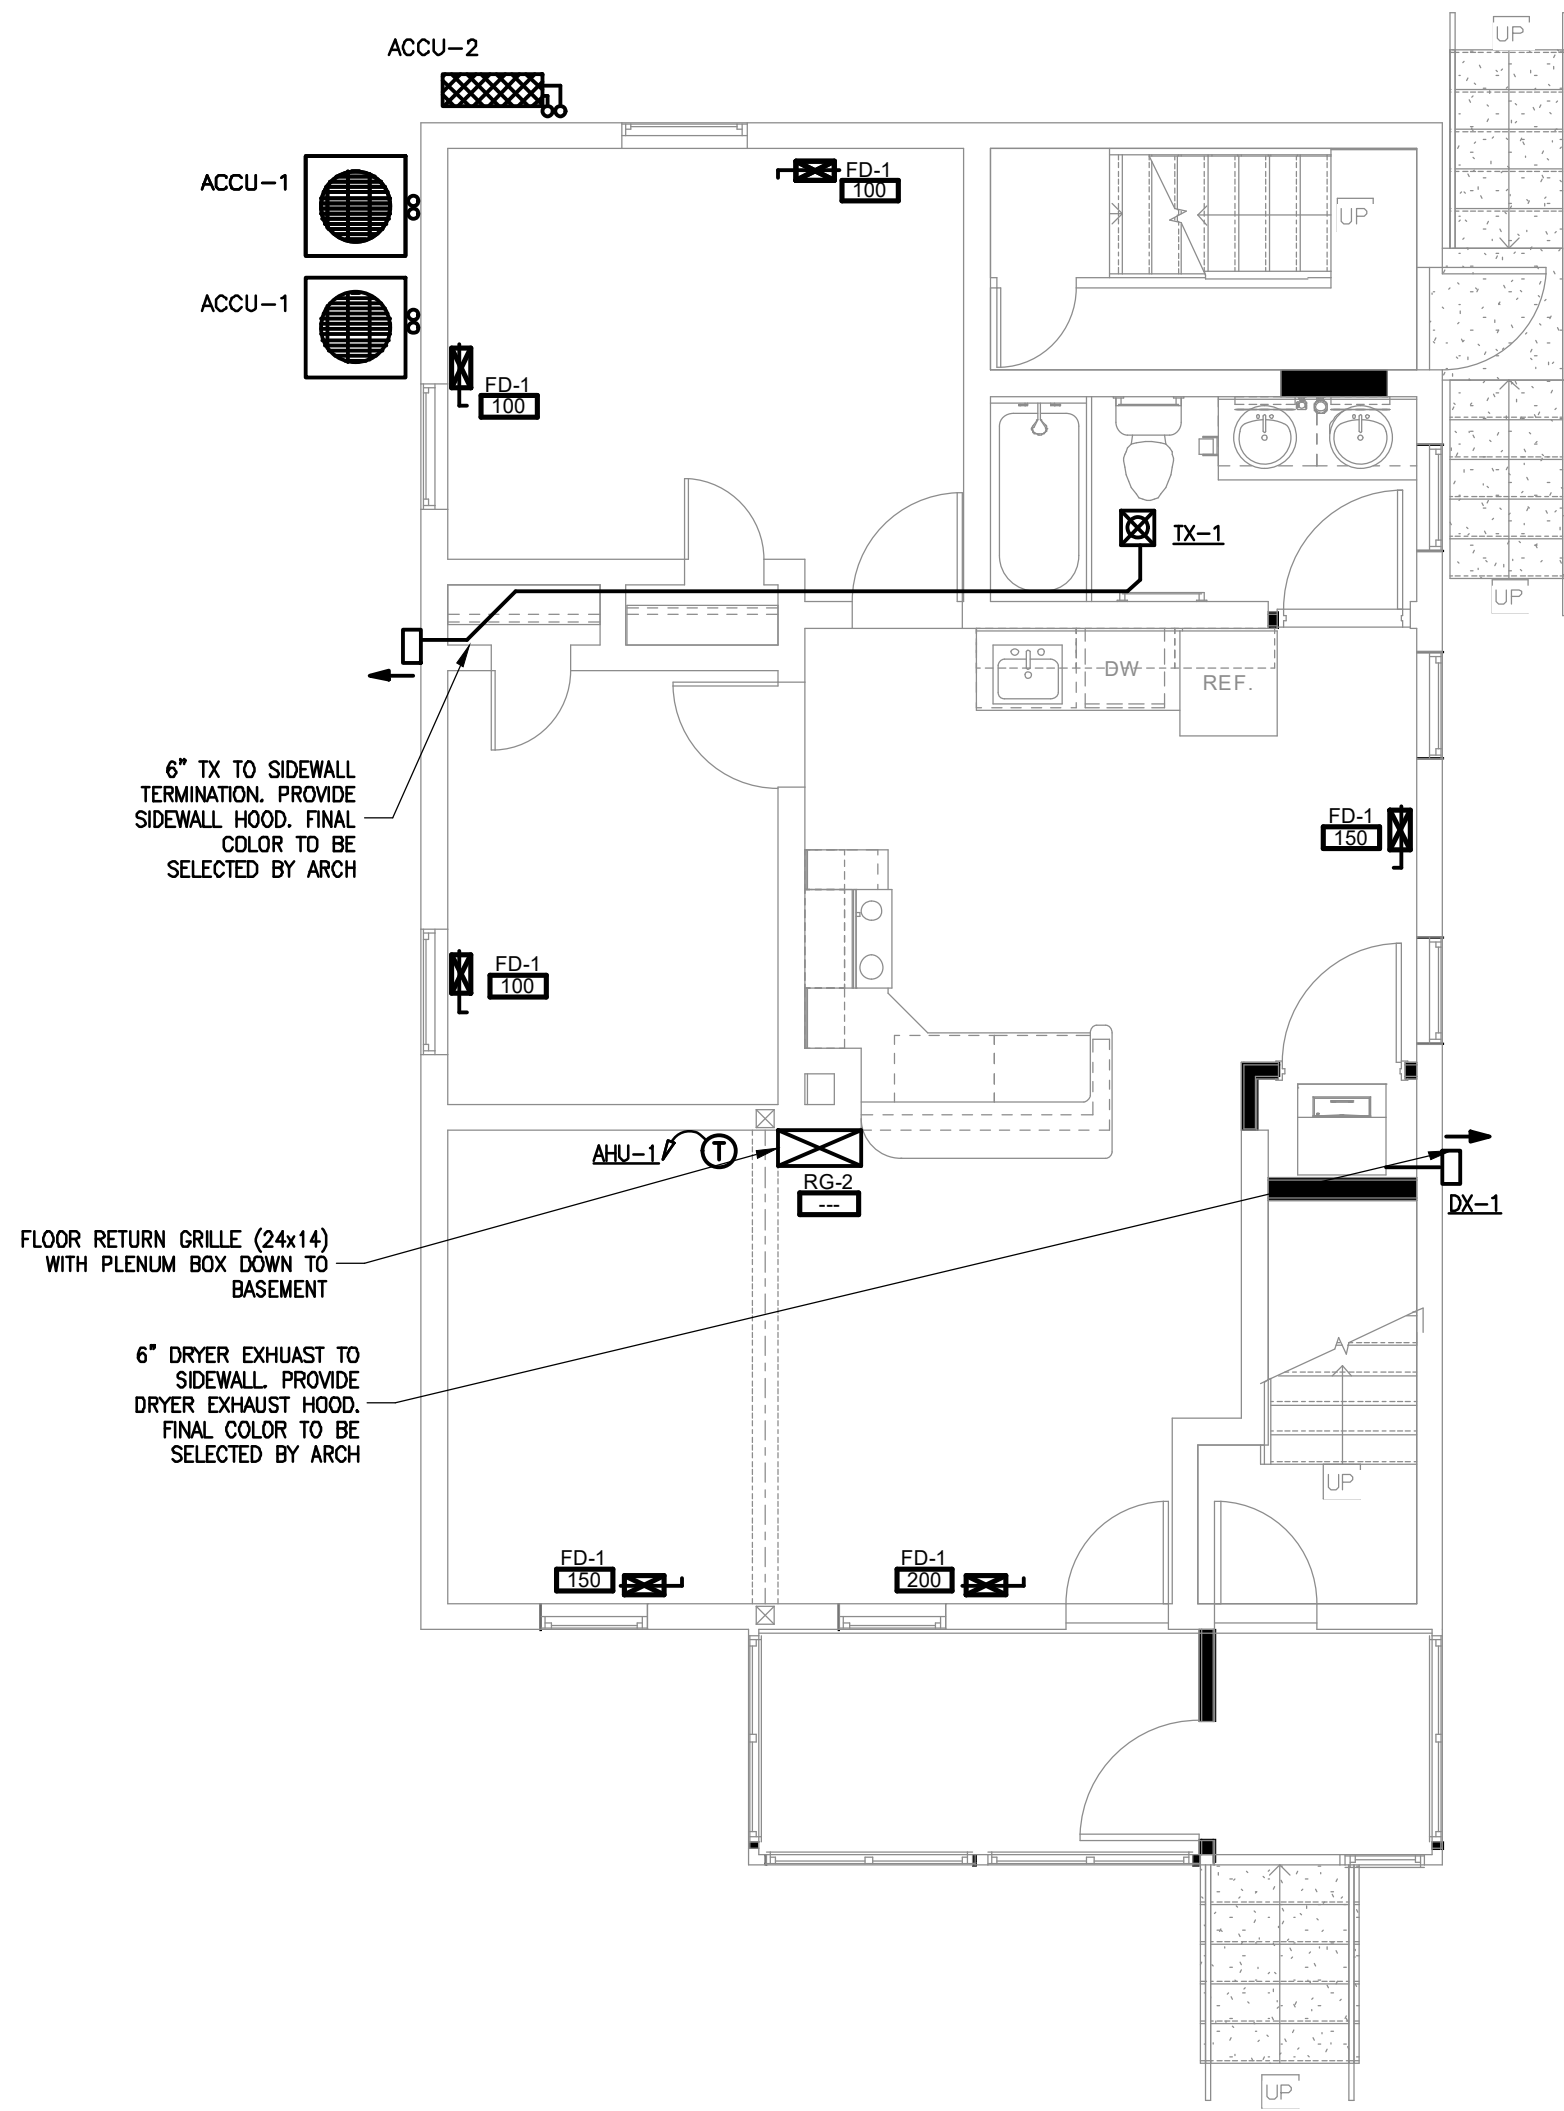 UP
ACCU-2
ACCU-1
FD-1
100
UP
ACCU-1
FD-1
100
TX-1
UP
DW
REF.
6" TX TO SIDEWALL
TERMINATION. PROVIDE
SIDEWALL HOOD. FINAL
COLOR TO BE
SELECTED BY ARCH
FD-1
150
FD-1
100
AHU-1
T
RG-2
---
DX-1
FLOOR RETURN GRILLE (24x14)
WITH PLENUM BOX DOWN TO
BASEMENT
6" DRYER EXHUAST TO
SIDEWALL. PROVIDE
DRYER EXHAUST HOOD.
FINAL COLOR TO BE
SELECTED BY ARCH
UP
FD-1
150
FD-1
200
UP